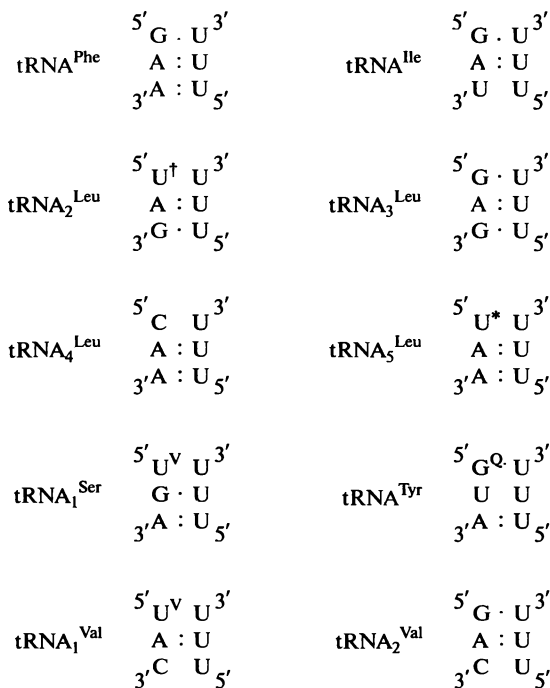 5′ G · U 3′
tRNA^Phe A : U
3′ A : U 5′
5′ G · U 3′
tRNA^Ile A : U
3′ U U 5′
5′ U† U 3′
tRNA₂^Leu A : U
3′ G · U 5′
5′ G · U 3′
tRNA₃^Leu A : U
3′ G · U 5′
5′ C U 3′
tRNA₄^Leu A : U
3′ A : U 5′
5′ U* U 3′
tRNA₅^Leu A : U
3′ A : U 5′
5′ U^V U 3′
tRNA₁^Ser G · U
3′ A : U 5′
5′ G^Q. U 3′
tRNA^Tyr U U
3′ A : U 5′
5′ U^V U 3′
tRNA₁^Val A : U
3′ C U 5′
5′ G · U 3′
tRNA₂^Val A : U
3′ C U 5′